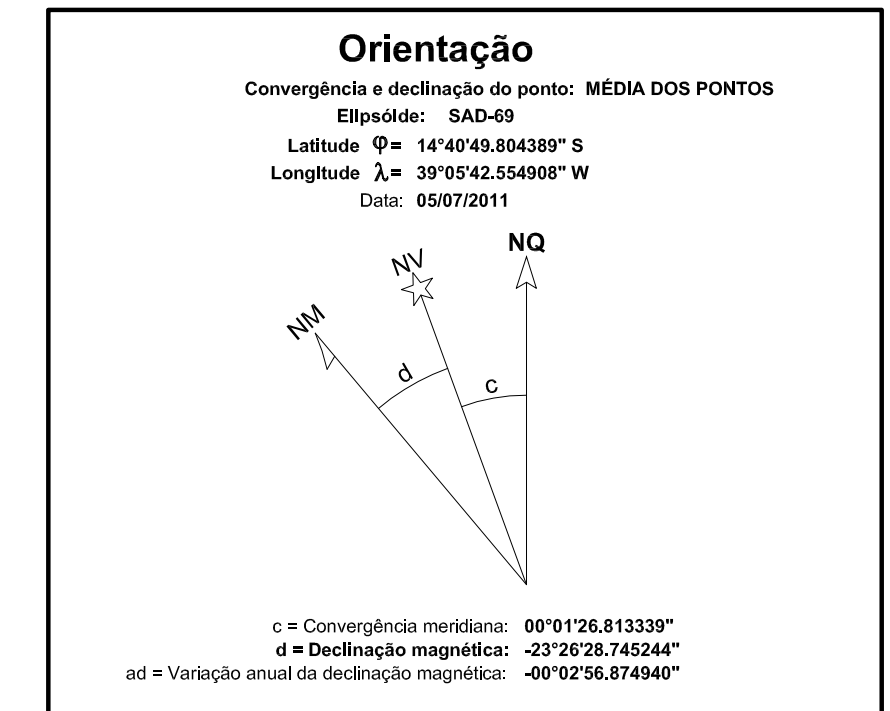 Orientação
Convergência e declinação do ponto: MÉDIA DOS PONTOS
Elipsóide: SAD-69
Latitude φ= 14°40'49.804389" S
Longitude λ= 39°05'42.554908" W
Data: 05/07/2011
NQ
NV
NM
d
c
c = Convergência meridiana: 00°01'26.813339"
d = Declinação magnética: -23°26'28.745244"
ad = Variação anual da declinação magnética: -00°02'56.874940"